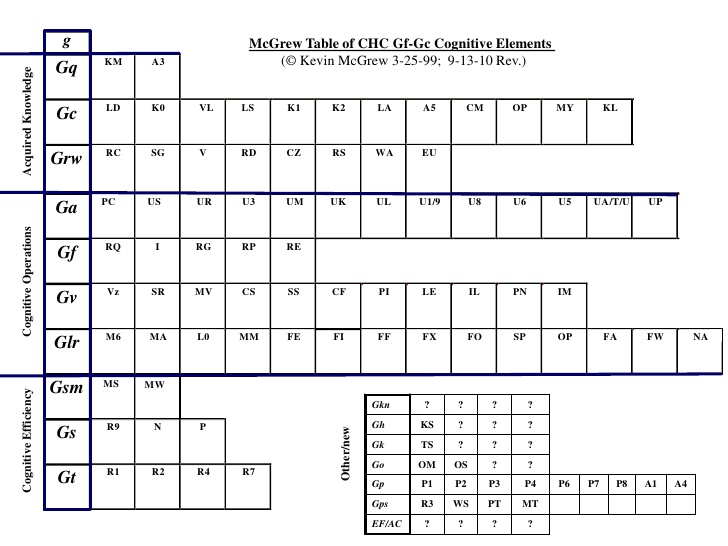 g
McGrew Table of CHC Gf-Gc Cognitive Elements
(© Kevin McGrew 3-25-99; 9-13-10 Rev.)
Acquired Knowledge
Gq KM A3
Gc LD K0 VL LS K1 K2 LA A5 CM OP MY KL
Grw RC SG V RD CZ RS WA EU
Cognitive Operations
Ga PC US UR U3 UM UK UL U1/9 U8 U6 U5 UA/T/U UP
Gf RQ I RG RP RE
Gv Vz SR MV CS SS CF PI LE IL PN IM
Glr M6 MA L0 MM FE FI FF FX FO SP OP FA FW NA
Cognitive Efficiency
Gsm MS MW
Gs R9 N P
Gt R1 R2 R4 R7
Other/new
Gkn ? ? ? ?
Gh KS ? ? ?
Gk TS ? ? ?
Go OM OS ? ?
Gp P1 P2 P3 P4 P6 P7 P8 A1 A4
Gps R3 WS PT MT
EF/AC ? ? ? ?